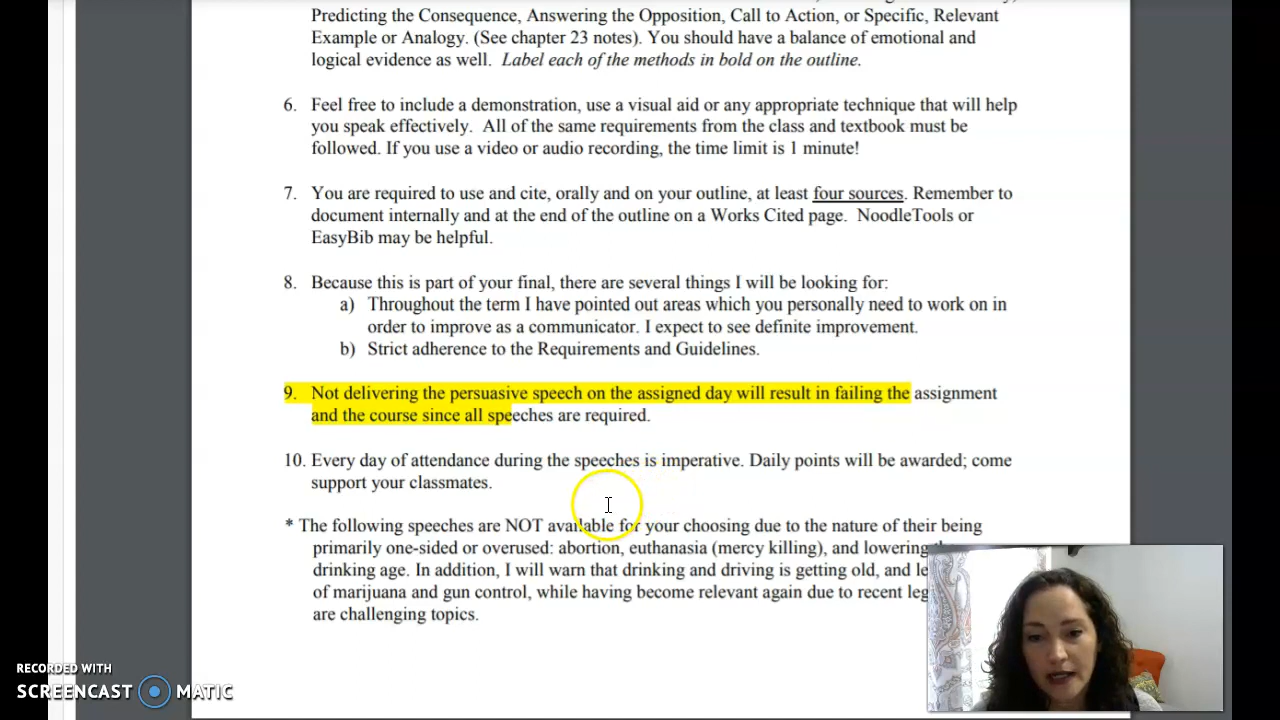 Predicting the Consequence, Answering the Opposition, Call to Action, or Specific, Relevant
Example or Analogy. (See chapter 23 notes). You should have a balance of emotional and
logical evidence as well. Label each of the methods in bold on the outline.
6. Feel free to include a demonstration, use a visual aid or any appropriate technique that will help
you speak effectively. All of the same requirements from the class and textbook must be
followed. If you use a video or audio recording, the time limit is 1 minute!
7. You are required to use and cite, orally and on your outline, at least four sources. Remember to
document internally and at the end of the outline on a Works Cited page. NoodleTools or
EasyBib may be helpful.
8. Because this is part of your final, there are several things I will be looking for:
a) Throughout the term I have pointed out areas which you personally need to work on in
order to improve as a communicator. I expect to see definite improvement.
b) Strict adherence to the Requirements and Guidelines.
9. Not delivering the persuasive speech on the assigned day will result in failing the assignment
and the course since all speeches are required.
10. Every day of attendance during the speeches is imperative. Daily points will be awarded; come
support your classmates.
* The following speeches are NOT available for your choosing due to the nature of their being
primarily one-sided or overused: abortion, euthanasia (mercy killing), and lowering
drinking age. In addition, I will warn that drinking and driving is getting old, and
of marijuana and gun control, while having become relevant again due to recent
are challenging topics.
RECORDED WITH
SCREENCAST MATIC